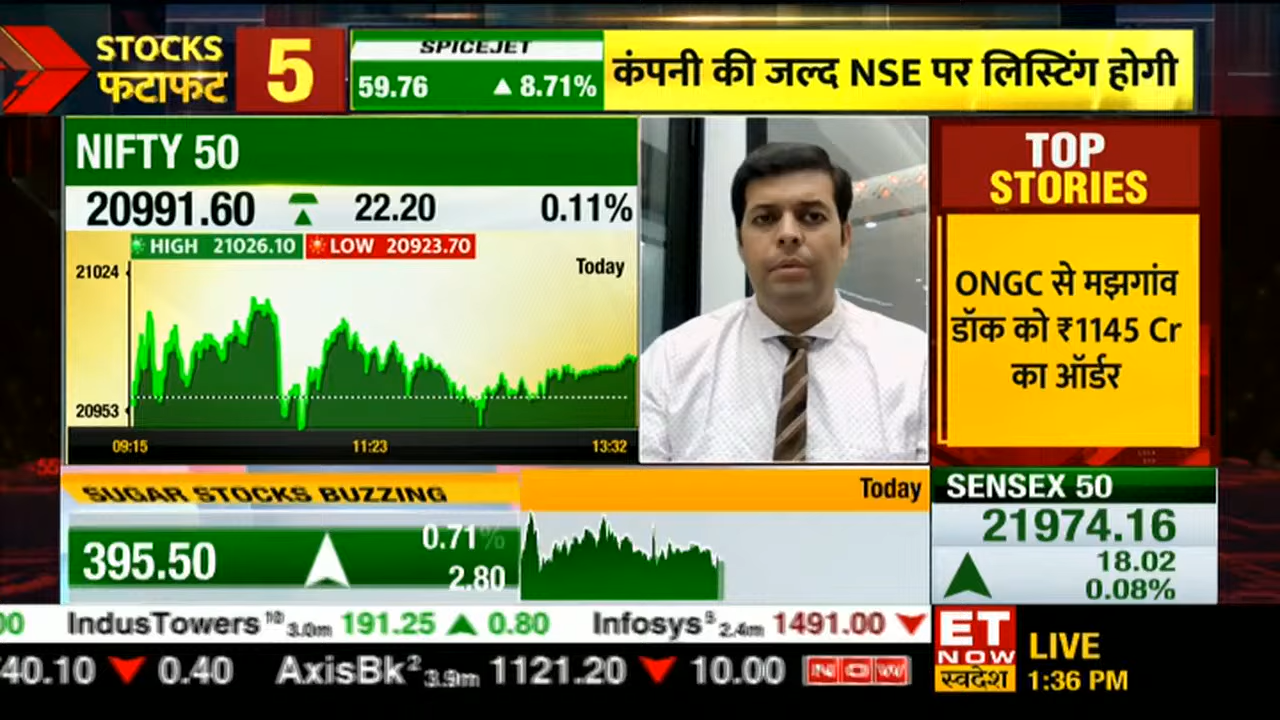 STOCKS
फटाफट
5
SPICEJET
59.76 ▲ 8.71%
कंपनी की जल्द NSE पर लिस्टिंग होगी
NIFTY 50
20991.60 22.20 0.11%
HIGH 21026.10 LOW 20923.70
Today
21024
20953
09:15 11:23 13:32
TOP
STORIES
ONGC से मझगांव
डॉक को ₹1145 Cr
का ऑर्डर
SUGAR STOCKS BUZZING
Today
395.50 0.71%
2.80
SENSEX 50
21974.16
18.02
0.08%
00 IndusTowers 10 3.0m 191.25 ▲ 0.80 Infosys 5 2.4m 1491.00 ▼
40.10 ▼ 0.40 AxisBk 2 3.9m 1121.20 ▼ 10.00 NOW
ET
NOW
स्वदेश
LIVE
1:36 PM